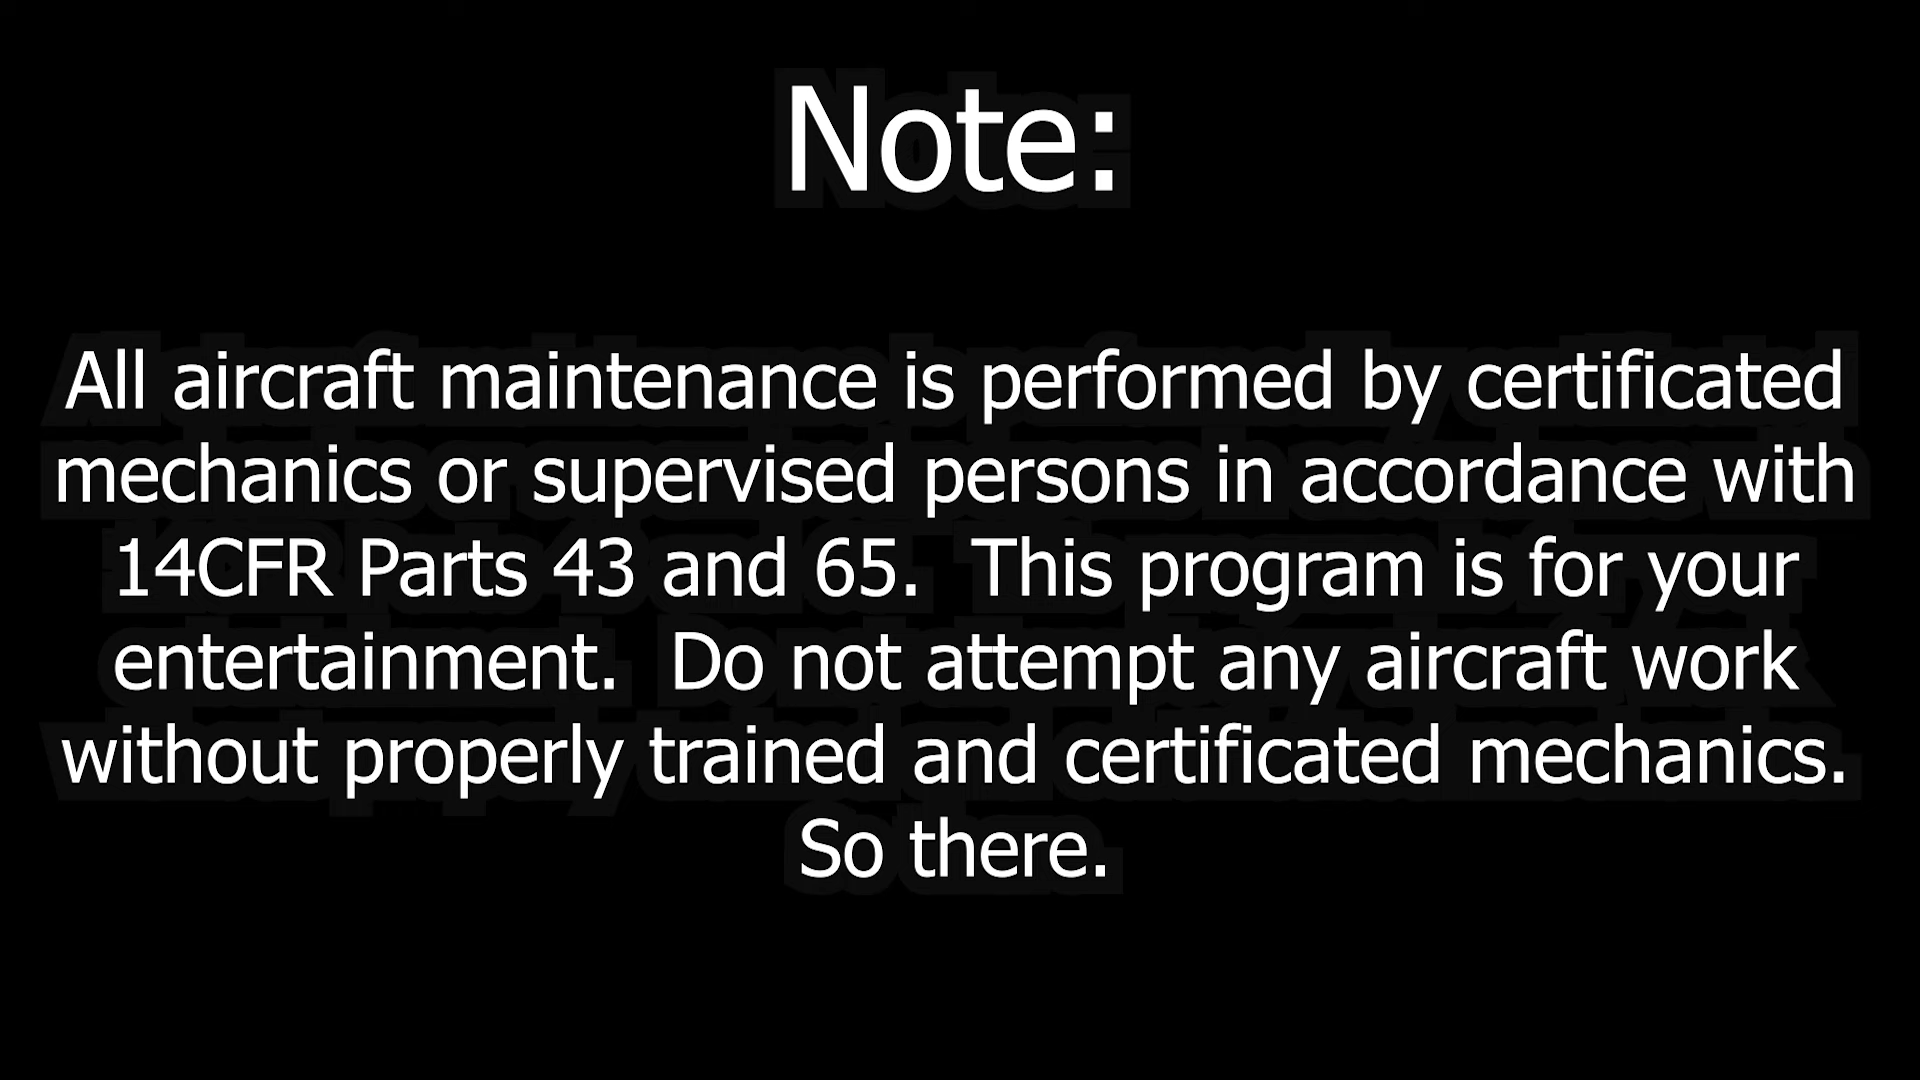 Note:
All aircraft maintenance is performed by certificated
mechanics or supervised persons in accordance with
14CFR Parts 43 and 65.  This program is for your
entertainment.  Do not attempt any aircraft work
without properly trained and certificated mechanics.
So there.